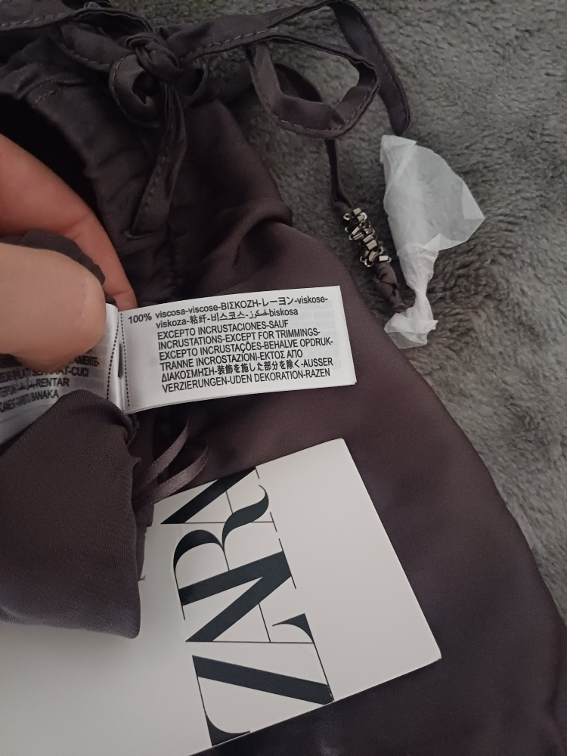 100% viscosa-viscose-ΒΙΣΚΟΖΗ-レーヨン-viskose-
viskoza-粘纤-비스코스-فسكوز-biskosa
EXCEPTO INCRUSTACIONES-SAUF
INCRUSTATIONS-EXCEPT FOR TRIMMINGS-
EXCEPTO INCRUSTAÇÕES-BEHALVE OPDRUK-
TRANNE INCROSTAZIONI-ΕΚΤΟΣ ΑΠΟ
ΔΙΑΚΟΣΜΗΣΗ-装飾を施した部分を除く-AUSSER
VERZIERUNGEN-UDEN DEKORATION-RAZEN
ZARA